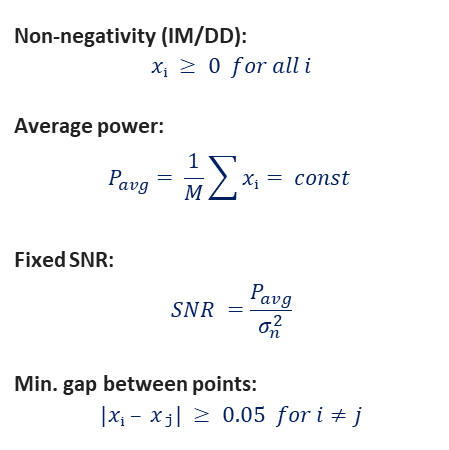 Non-negativity (IM/DD):
xᵢ ≥ 0 for all i
Average power:
P_avg = 1/M ∑ xᵢ = const
Fixed SNR:
SNR = P_avg/σₙ²
Min. gap between points:
|xᵢ − xⱼ| ≥ 0.05 for i ≠ j